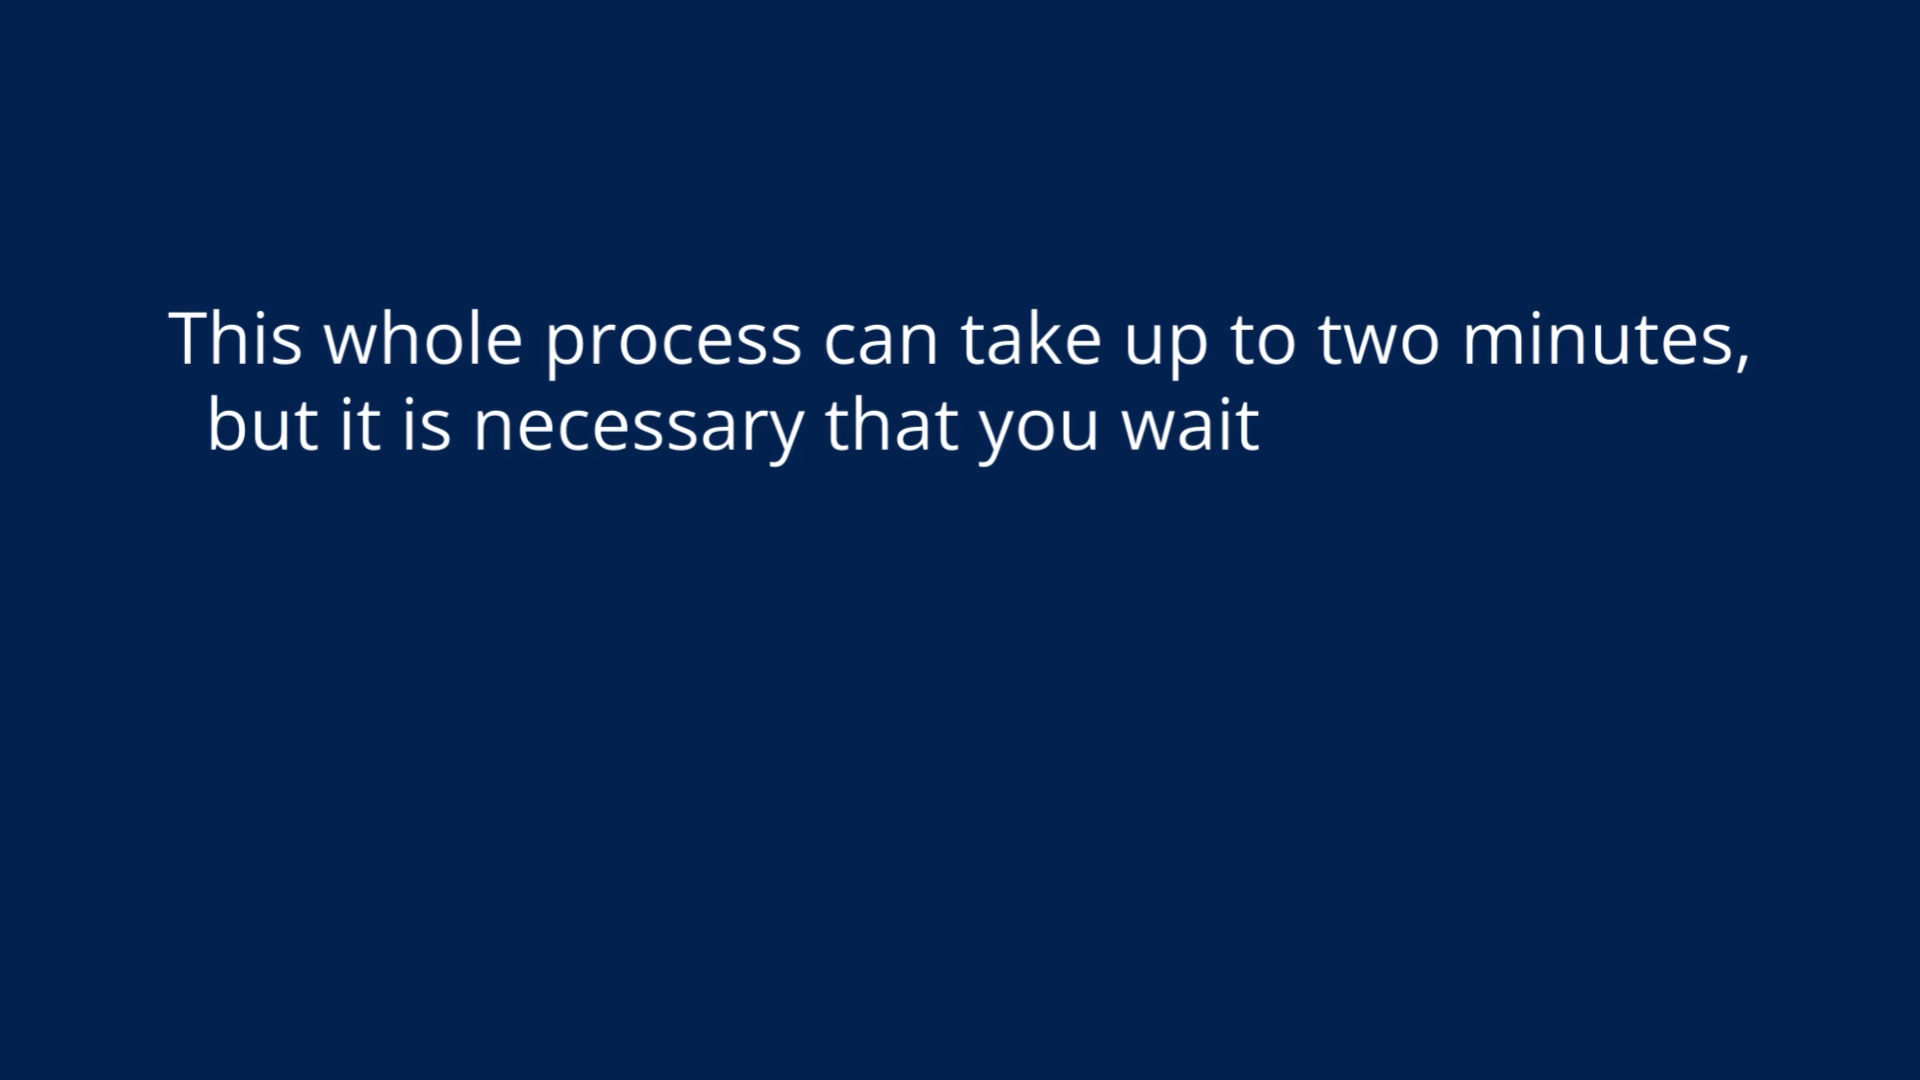 This whole process can take up to two minutes,
but it is necessary that you wait